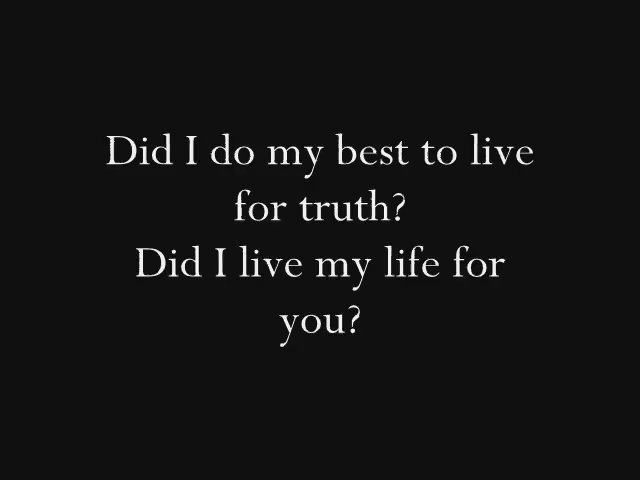 Did I do my best to live
for truth?
Did I live my life for
you?